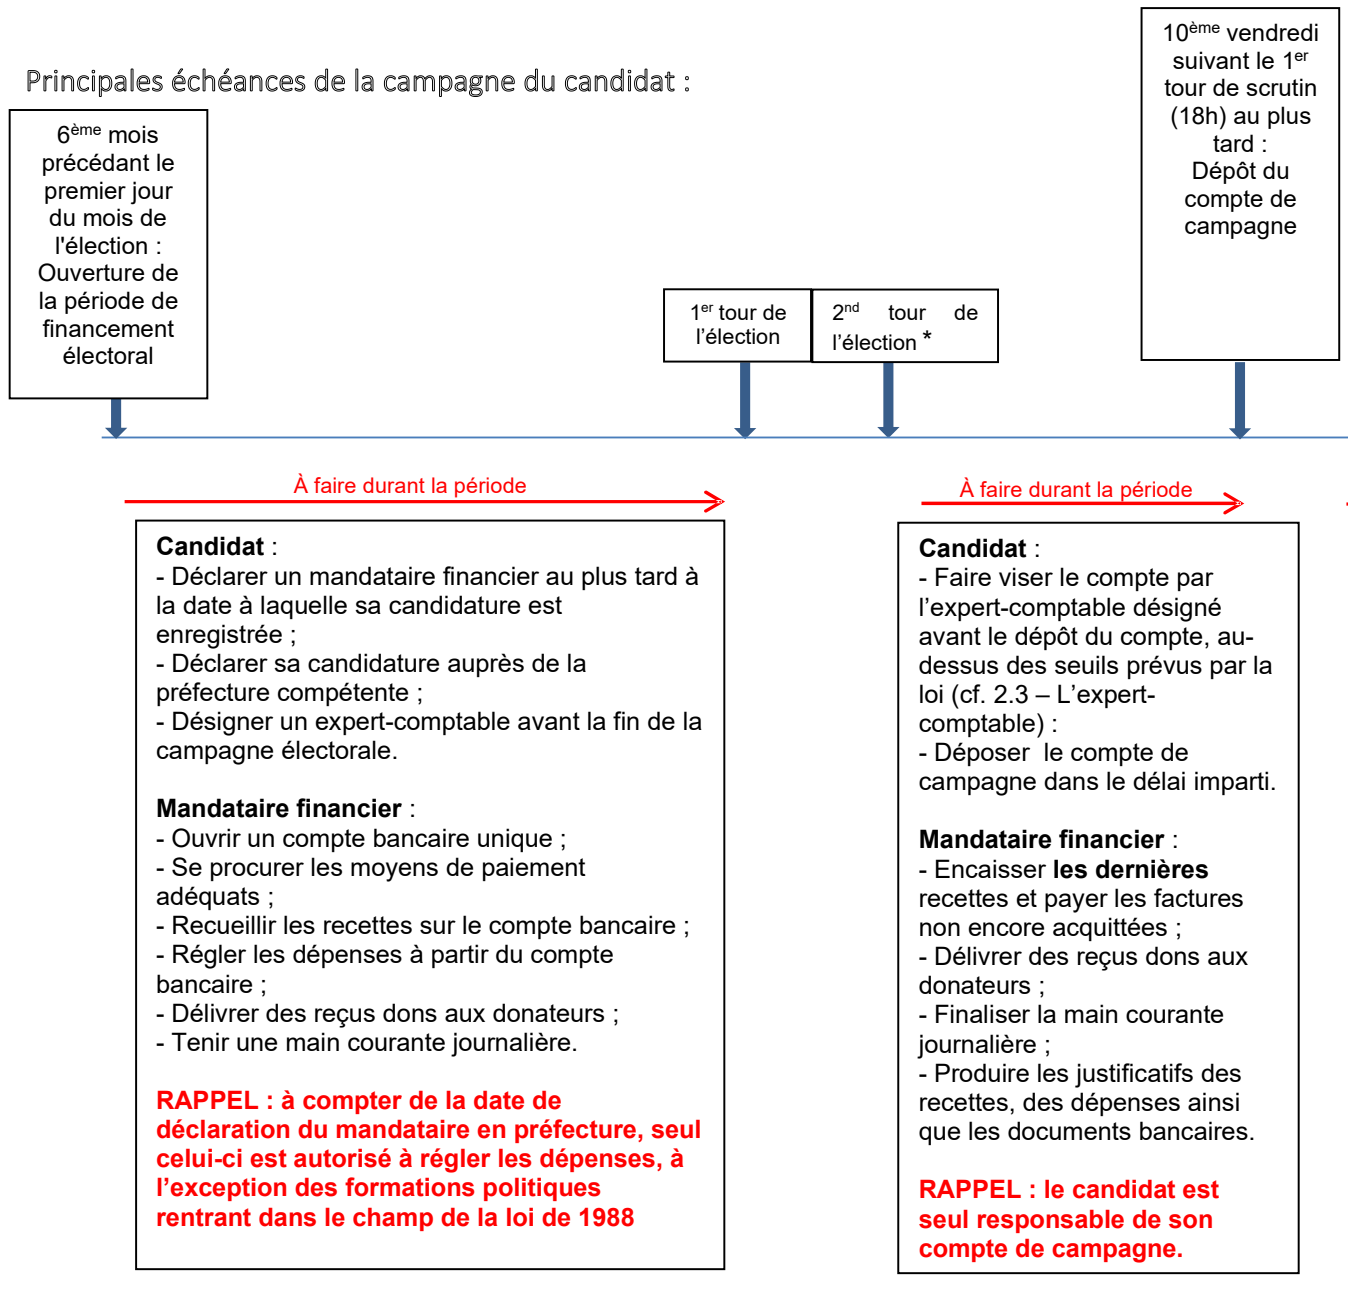 Principales échéances de la campagne du candidat :
6ème mois
précédant le
premier jour
du mois de
l'élection :
Ouverture de
la période de
financement
électoral
1er tour de
l’élection
2nd tour de
l’élection *
10ème vendredi
suivant le 1er
tour de scrutin
(18h) au plus
tard :
Dépôt du
compte de
campagne
À faire durant la période
Candidat :
- Déclarer un mandataire financier au plus tard à
la date à laquelle sa candidature est
enregistrée ;
- Déclarer sa candidature auprès de la
préfecture compétente ;
- Désigner un expert-comptable avant la fin de la
campagne électorale.
Mandataire financier :
- Ouvrir un compte bancaire unique ;
- Se procurer les moyens de paiement
adéquats ;
- Recueillir les recettes sur le compte bancaire ;
- Régler les dépenses à partir du compte
bancaire ;
- Délivrer des reçus dons aux donateurs ;
- Tenir une main courante journalière.
RAPPEL : à compter de la date de
déclaration du mandataire en préfecture, seul
celui-ci est autorisé à régler les dépenses, à
l’exception des formations politiques
rentrant dans le champ de la loi de 1988
À faire durant la période
Candidat :
- Faire viser le compte par
l’expert-comptable désigné
avant le dépôt du compte, au-
dessus des seuils prévus par la
loi (cf. 2.3 – L’expert-
comptable) :
- Déposer le compte de
campagne dans le délai imparti.
Mandataire financier :
- Encaisser les dernières
recettes et payer les factures
non encore acquittées ;
- Délivrer des reçus dons aux
donateurs ;
- Finaliser la main courante
journalière ;
- Produire les justificatifs des
recettes, des dépenses ainsi
que les documents bancaires.
RAPPEL : le candidat est
seul responsable de son
compte de campagne.